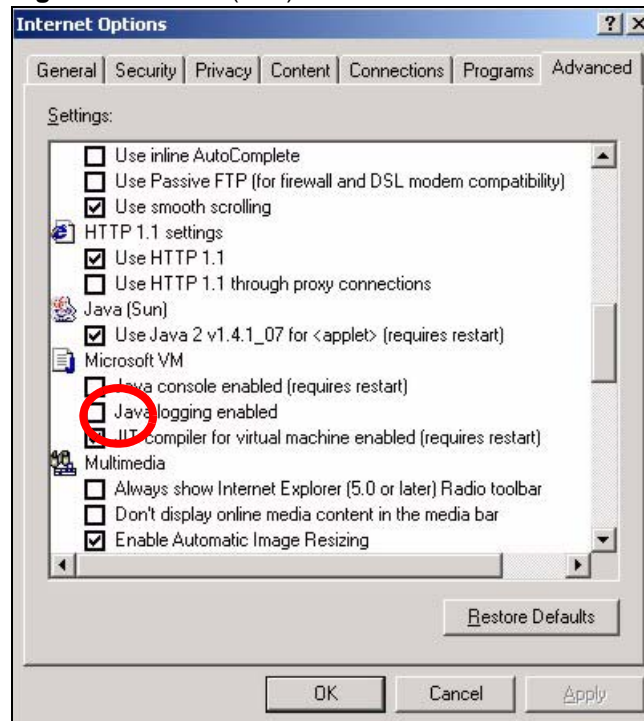 Internet Options
General Security Privacy Content Connections Programs Advanced
Settings:
Use inline AutoComplete
Use Passive FTP (for firewall and DSL modem compatibility)
Use smooth scrolling
HTTP 1.1 settings
Use HTTP 1.1
Use HTTP 1.1 through proxy connections
Java (Sun)
Use Java 2 v1.4.1_07 for <applet> (requires restart)
Microsoft VM
Java console enabled (requires restart)
Java logging enabled
JIT compiler for virtual machine enabled (requires restart)
Multimedia
Always show Internet Explorer (5.0 or later) Radio toolbar
Don't display online media content in the media bar
Enable Automatic Image Resizing
Restore Defaults
OK Cancel Apply